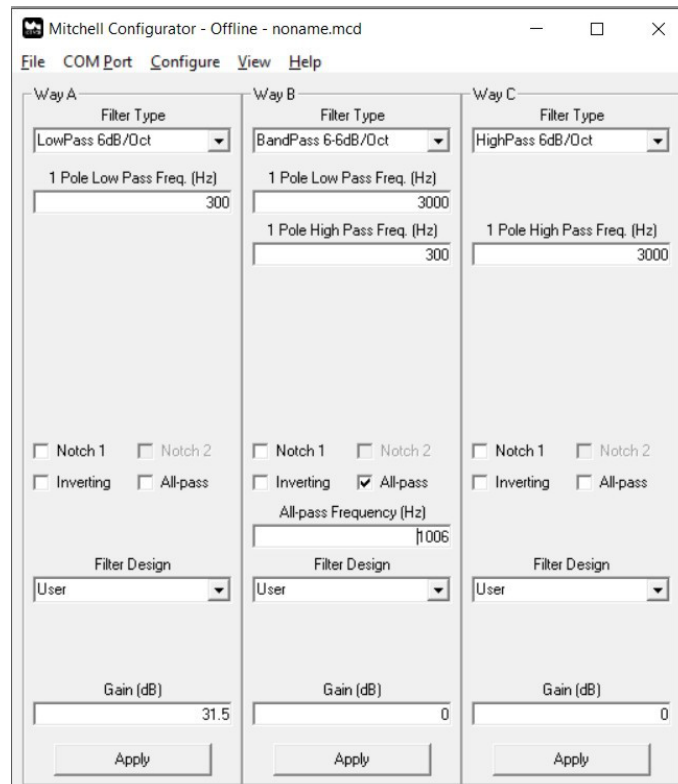 Mitchell Configurator - Offline - noname.mcd
File COM Port Configure View Help
Way A
Filter Type
LowPass 6dB/Oct
1 Pole Low Pass Freq. (Hz)
300
Notch 1 Notch 2
Inverting All-pass
Filter Design
User
Gain (dB)
31.5
Apply
Way B
Filter Type
BandPass 6-6dB/Oct
1 Pole Low Pass Freq. (Hz)
3000
1 Pole High Pass Freq. (Hz)
300
Notch 1 Notch 2
Inverting All-pass
All-pass Frequency (Hz)
1006
Filter Design
User
Gain (dB)
0
Apply
Way C
Filter Type
HighPass 6dB/Oct
1 Pole High Pass Freq. (Hz)
3000
Notch 1 Notch 2
Inverting All-pass
Filter Design
User
Gain (dB)
0
Apply